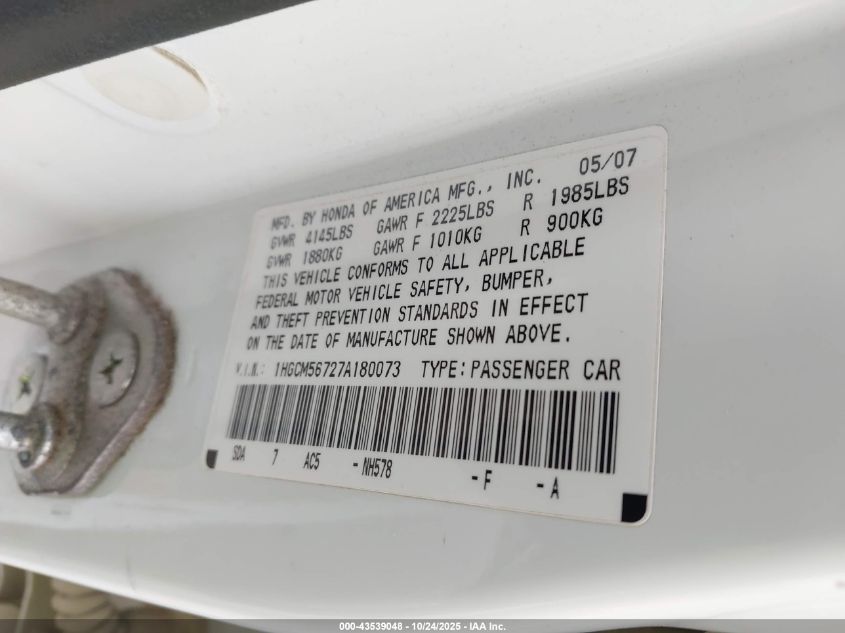 MFD. BY HONDA OF AMERICA MFG., INC. 05/07
GVWR 4145LBS GAWR F 2225LBS R 1985LBS
GVWR 1880KG GAWR F 1010KG R 900KG
THIS VEHICLE CONFORMS TO ALL APPLICABLE
FEDERAL MOTOR VEHICLE SAFETY, BUMPER,
AND THEFT PREVENTION STANDARDS IN EFFECT
ON THE DATE OF MANUFACTURE SHOWN ABOVE.
V.I.N.: 1HGCM56727A180073 TYPE: PASSENGER CAR
SDA 7 AC5 -NH578 -F -A
000-43539048 - 10/24/2025 - IAA Inc.